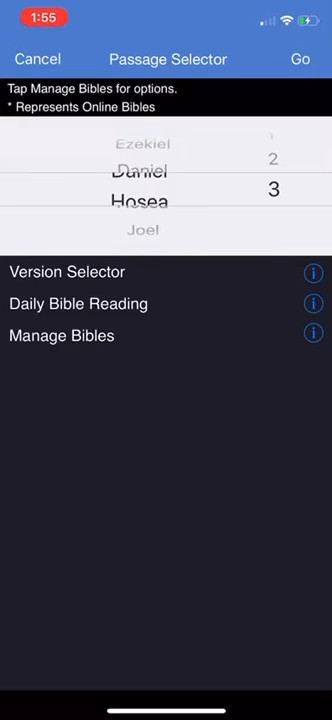 1:55
Cancel Passage Selector Go
Tap Manage Bibles for options.
* Represents Online Bibles
Ezekiel
Daniel 2
Daniel
Hosea 3
Joel
Version Selector
Daily Bible Reading
Manage Bibles